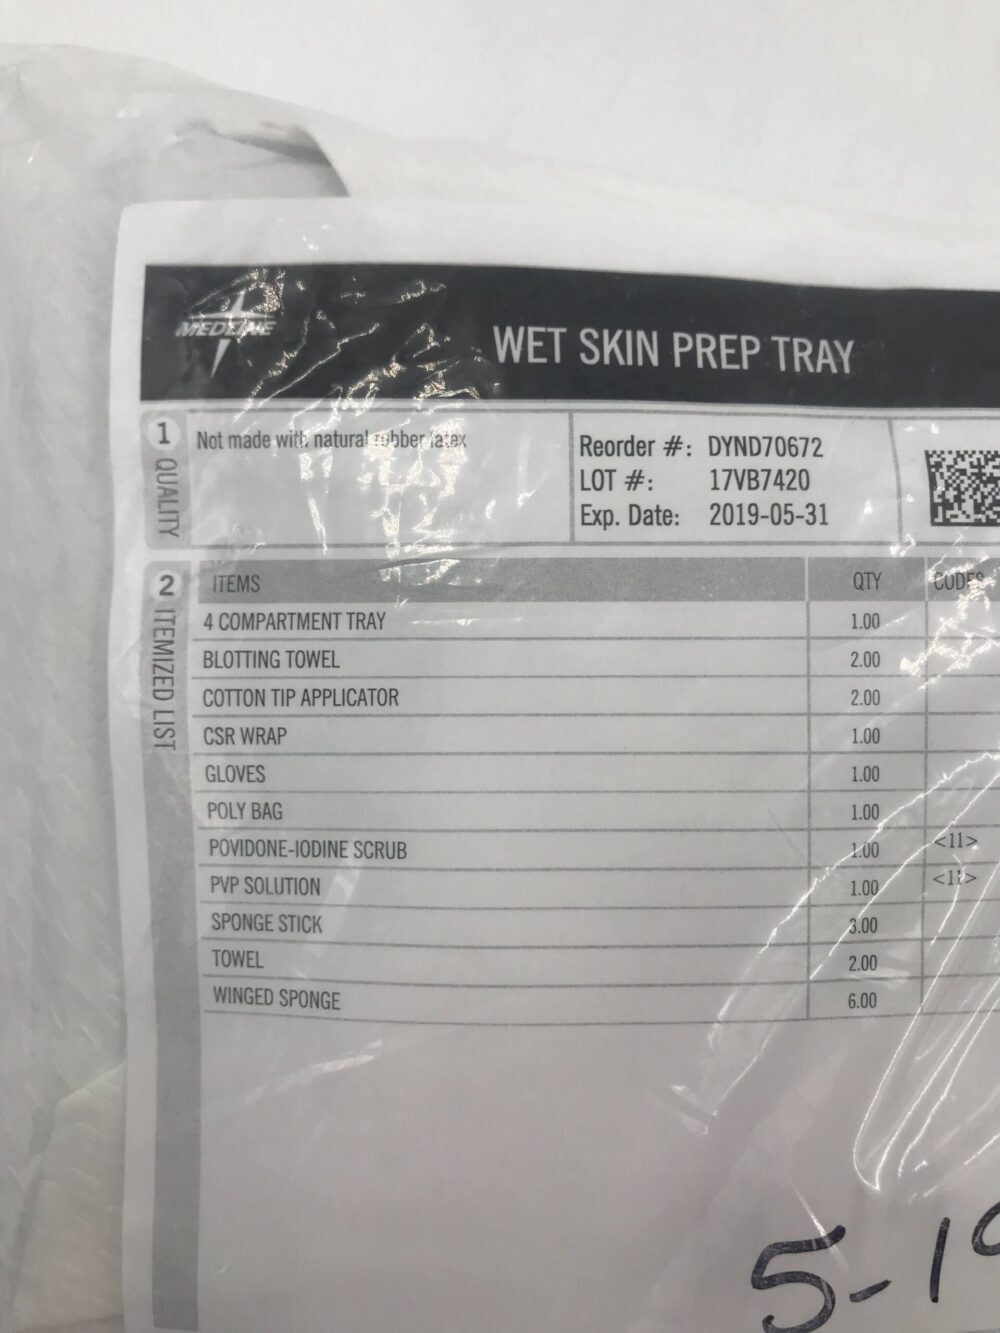 MEDLINE
WET SKIN PREP TRAY
1 QUALITY
Not made with natural rubber latex
Reorder #: DYND70672
LOT #: 17VB7420
Exp. Date: 2019-05-31
2 ITEMIZED LIST
ITEMS QTY CODES
4 COMPARTMENT TRAY 1.00
BLOTTING TOWEL 2.00
COTTON TIP APPLICATOR 2.00
CSR WRAP 1.00
GLOVES 1.00
POLY BAG 1.00
POVIDONE-IODINE SCRUB 1.00 <11>
PVP SOLUTION 1.00 <11>
SPONGE STICK 3.00
TOWEL 2.00
WINGED SPONGE 6.00
5-19